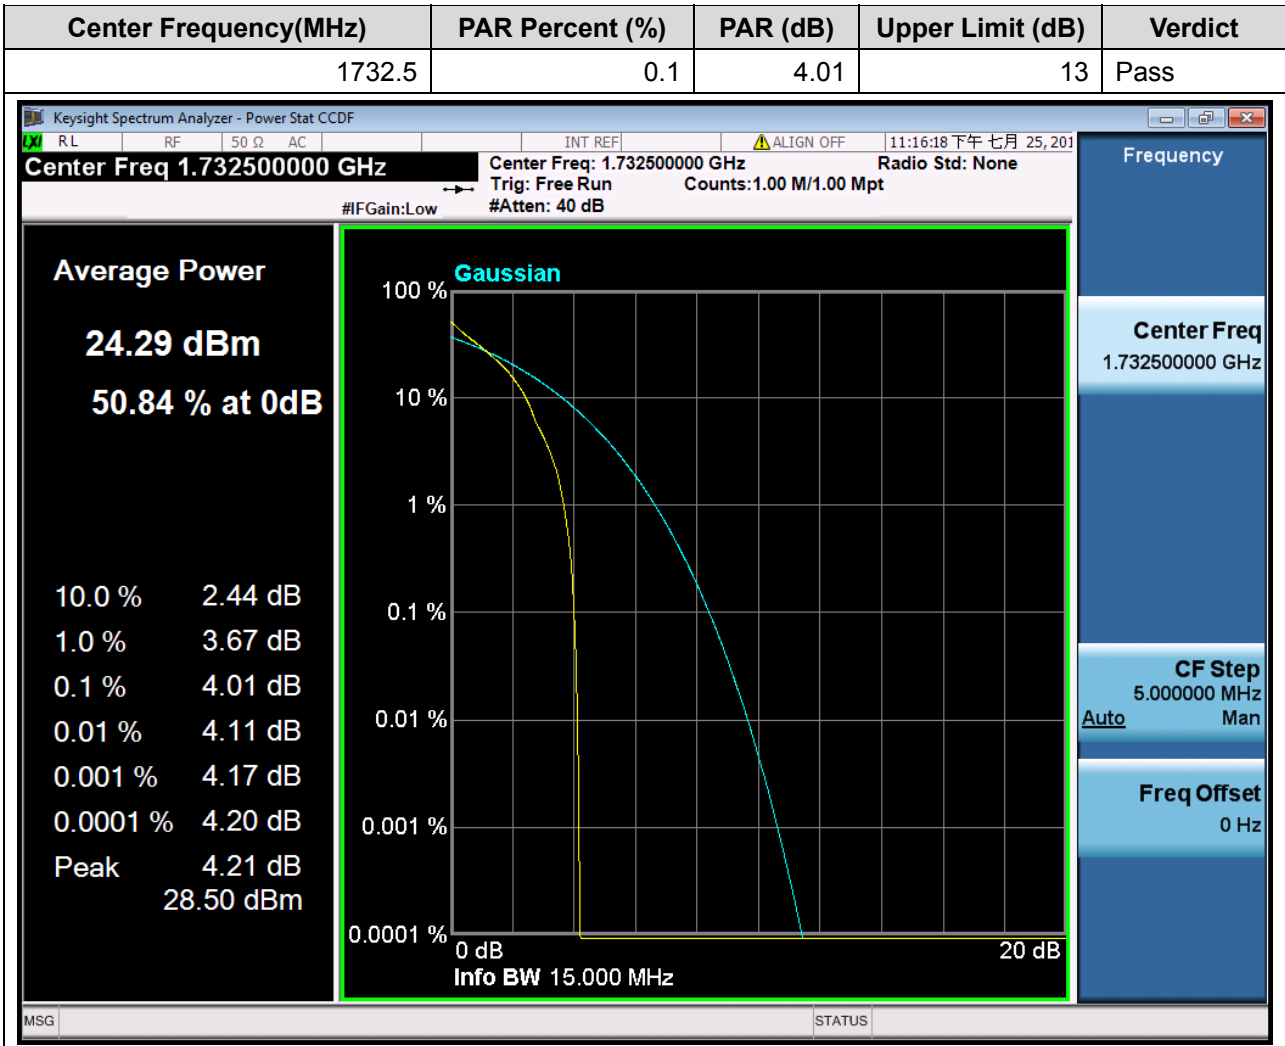 Center Frequency(MHz) PAR Percent (%) PAR (dB) Upper Limit (dB) Verdict
1732.5 0.1 4.01 13 Pass
Keysight Spectrum Analyzer - Power Stat CCDF
LXI RL RF 50 Ω AC INT REF ALIGN OFF 11:16:18 下午 七月 25, 201
Center Freq 1.732500000 GHz
Center Freq: 1.732500000 GHz Radio Std: None
Trig: Free Run Counts:1.00 M/1.00 Mpt
#IFGain:Low #Atten: 40 dB
Average Power
24.29 dBm
50.84 % at 0dB
10.0 % 2.44 dB
1.0 % 3.67 dB
0.1 % 4.01 dB
0.01 % 4.11 dB
0.001 % 4.17 dB
0.0001 % 4.20 dB
Peak 4.21 dB
28.50 dBm
Gaussian
100 %
10 %
1 %
0.1 %
0.01 %
0.001 %
0.0001 %
0 dB 20 dB
Info BW 15.000 MHz
Frequency
Center Freq
1.732500000 GHz
CF Step
5.000000 MHz
Auto Man
Freq Offset
0 Hz
MSG STATUS